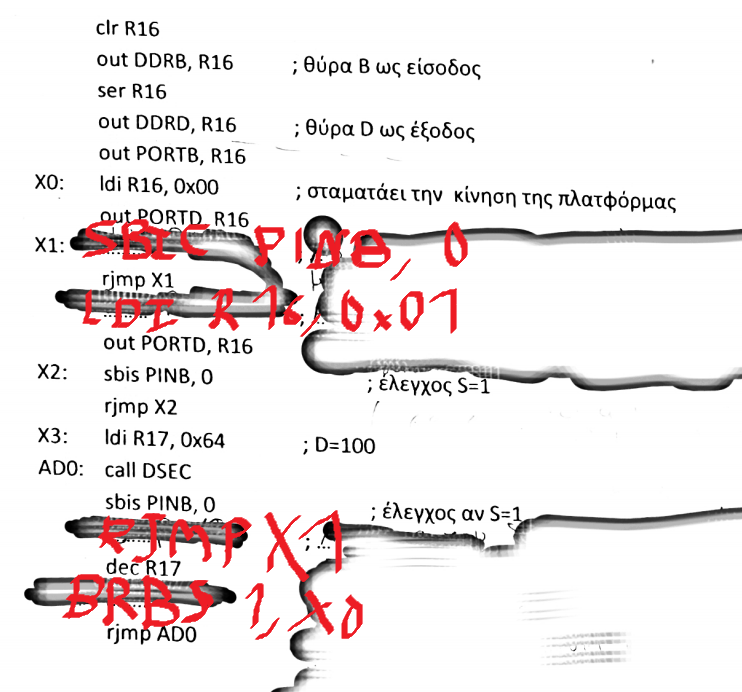 clr R16
out DDRB, R16 ; θύρα B ως είσοδος
ser R16
out DDRD, R16 ; θύρα D ως έξοδος
out PORTB, R16
X0: ldi R16, 0x00 ; σταματάει την κίνηση της πλατφόρμας
out PORTD, R16
X1: SBIC PINB, 0
rjmp X1
LDI R16, 0x01
out PORTD, R16
X2: sbis PINB, 0 ; έλεγχος S=1
rjmp X2
X3: ldi R17, 0x64 ; D=100
AD0: call DSEC
sbis PINB, 0 ; έλεγχος αν S=1
RJMP X1
dec R17
BRBS 1, X0
rjmp AD0